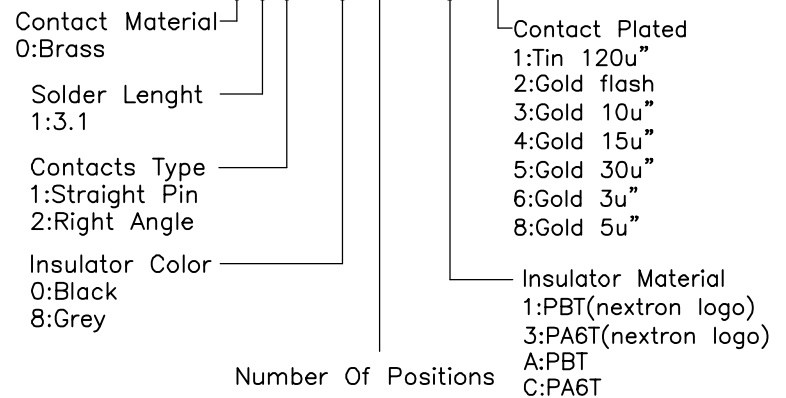 Contact Material
0:Brass
Solder Lenght
1:3.1
Contacts Type
1:Straight Pin
2:Right Angle
Insulator Color
0:Black
8:Grey
Number Of Positions
Contact Plated
1:Tin 120u"
2:Gold flash
3:Gold 10u"
4:Gold 15u"
5:Gold 30u"
6:Gold 3u"
8:Gold 5u"
Insulator Material
1:PBT(nextron logo)
3:PA6T(nextron logo)
A:PBT
C:PA6T